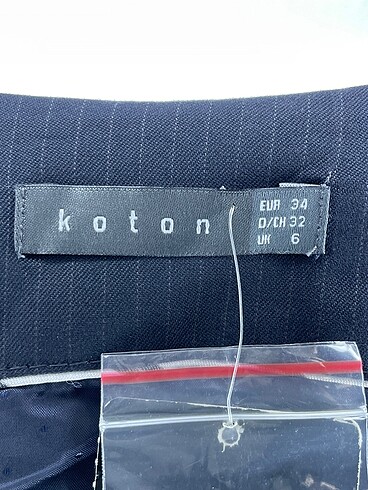 koton
EUR 34
D/CH 32
UK 6